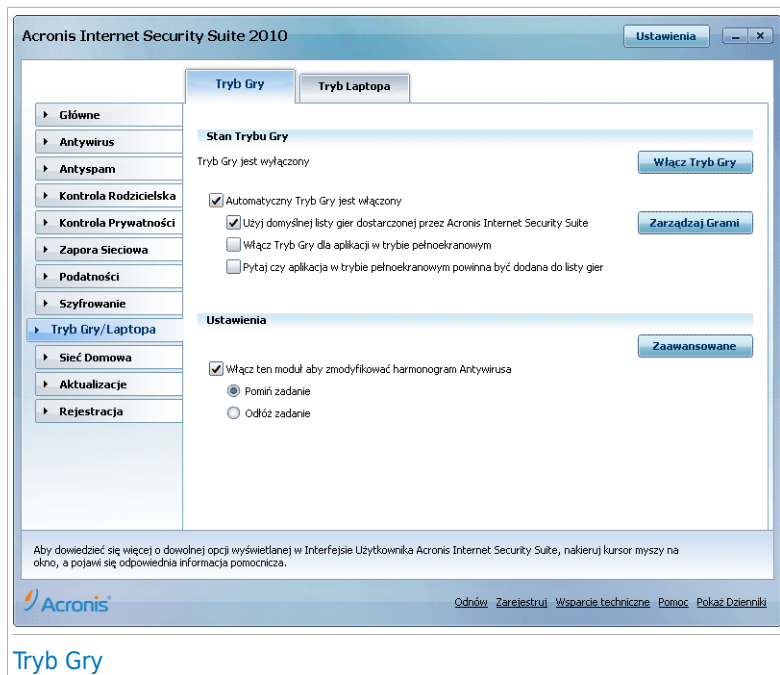 Acronis Internet Security Suite 2010
Ustawienia
Tryb Gry
Tryb Laptopa
Główne
Antywirus
Antyspam
Kontrola Rodzicielska
Kontrola Prywatności
Zapora Sieciowa
Podatności
Szyfrowanie
Tryb Gry/Laptopa
Sieć Domowa
Aktualizacje
Rejestracja
Stan Trybu Gry
Tryb Gry jest wyłączony
Włącz Tryb Gry
Automatyczny Tryb Gry jest włączony
Użyj domyślnej listy gier dostarczonej przez Acronis Internet Security Suite
Zarządzaj Grami
Włącz Tryb Gry dla aplikacji w trybie pełnoekranowym
Pytaj czy aplikacja w trybie pełnoekranowym powinna być dodana do listy gier
Ustawienia
Zaawansowane
Włącz ten moduł aby zmodyfikować harmonogram Antywirusa
Pomiń zadanie
Odłóż zadanie
Aby dowiedzieć się więcej o dowolnej opcji wyświetlanej w Interfejsie Użytkownika Acronis Internet Security Suite, nakieruj kursor myszy na
okno, a pojawi się odpowiednia informacja pomocnicza.
Acronis
Odnów Zarejestruj Wsparcie techniczne Pomoc Pokaż Dzienniki
Tryb Gry